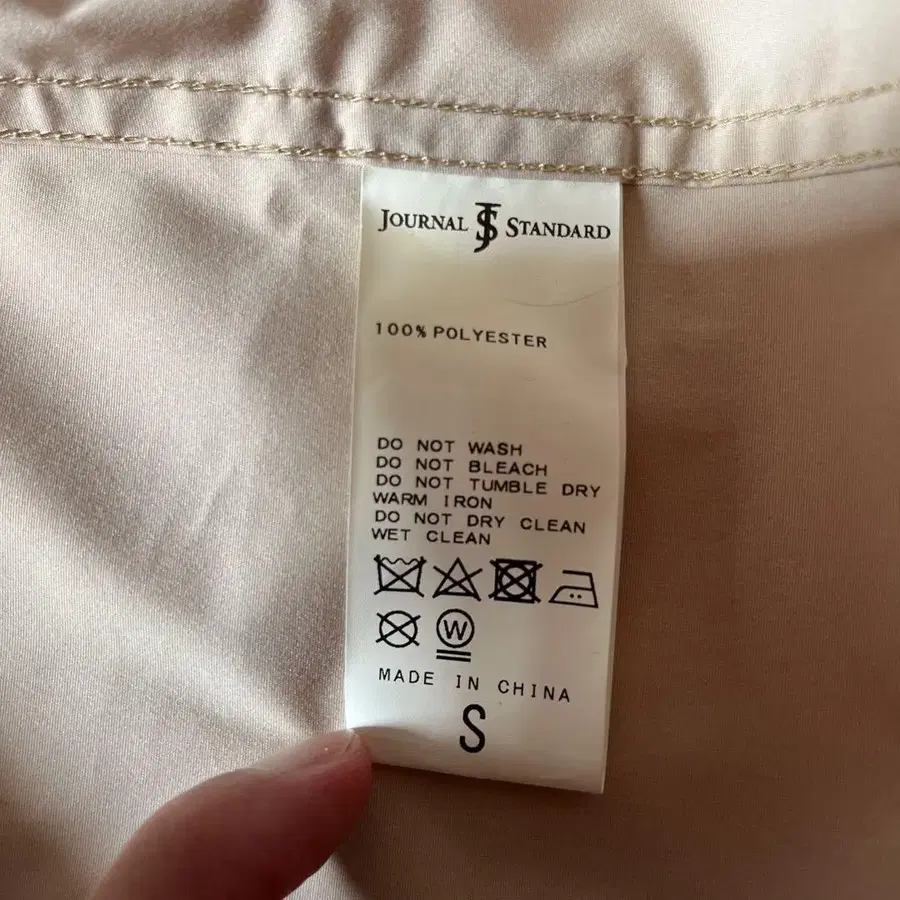 JOURNAL JS STANDARD
100% POLYESTER
DO NOT WASH
DO NOT BLEACH
DO NOT TUMBLE DRY
WARM IRON
DO NOT DRY CLEAN
WET CLEAN
W
MADE IN CHINA
S